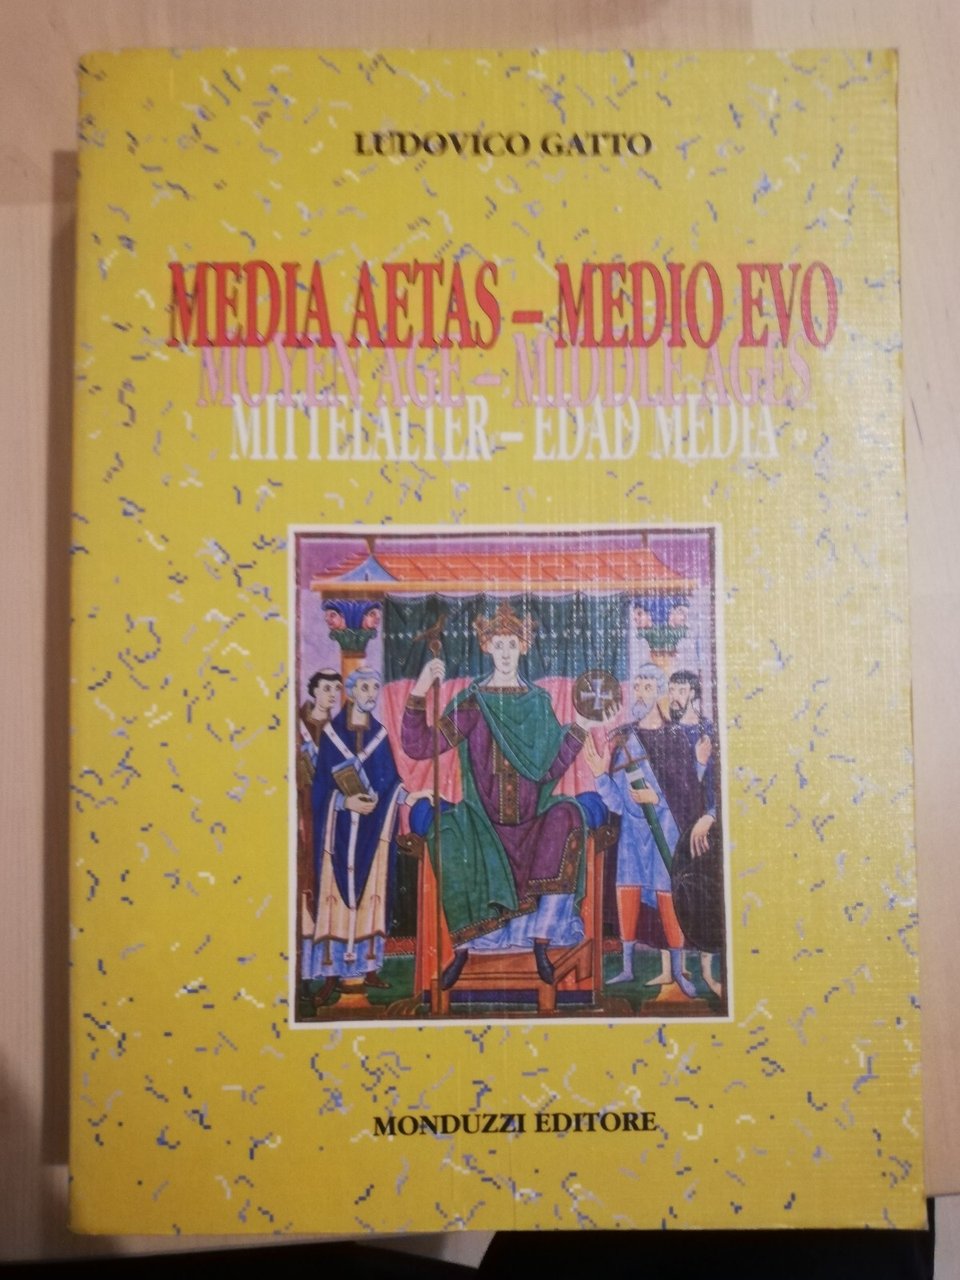 LUDOVICO GATTO
MEDIA AETAS – MEDIO EVO
MOYEN AGE – MIDDLE AGES
MITTELALTER – EDAD MEDIA
MONDUZZI EDITORE